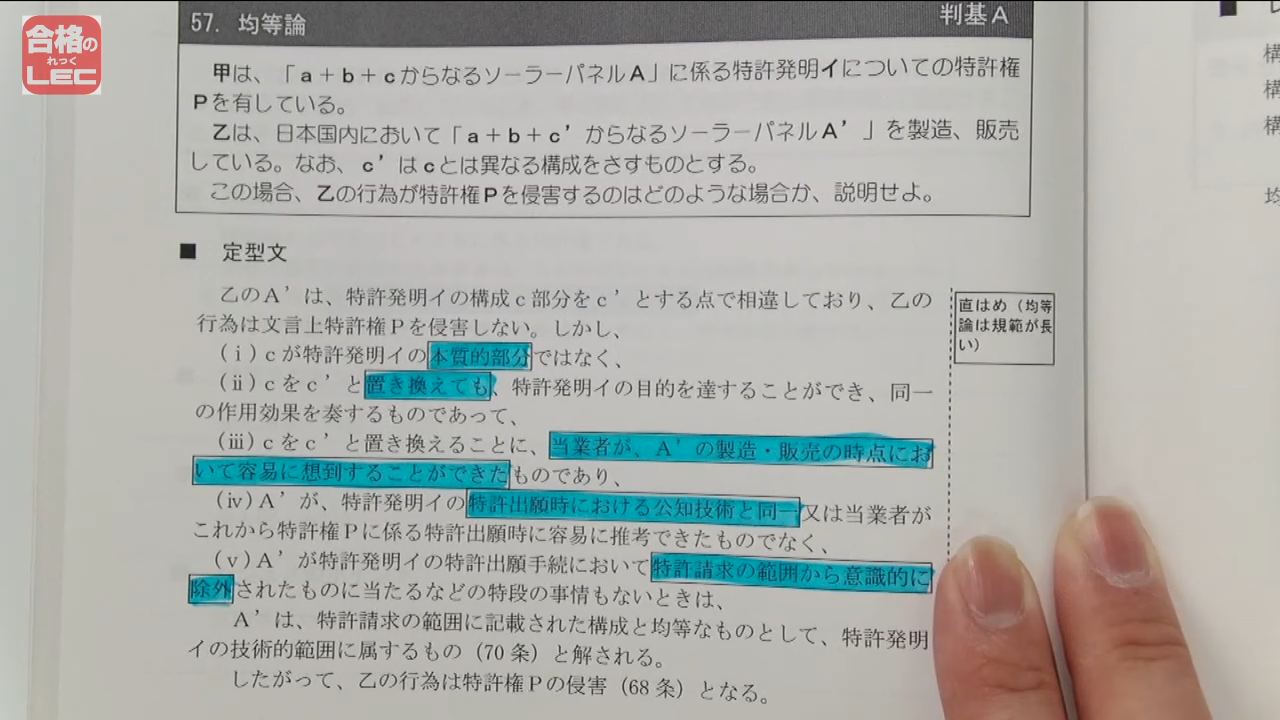 合格の
れっく
LEC
57. 均等論
判基A
甲は、「a＋b＋cからなるソーラーパネルA」に係る特許発明イについての特許権
Pを有している。
乙は、日本国内において「a＋b＋c’からなるソーラーパネルA’」を製造、販売
している。なお、c’はcとは異なる構成をさすものとする。
この場合、乙の行為が特許権Pを侵害するのはどのような場合か、説明せよ。
■ 定型文
乙のA’は、特許発明イの構成c部分をc’とする点で相違しており、乙の
行為は文言上特許権Pを侵害しない。しかし、
(ⅰ)cが特許発明イの本質的部分ではなく、
(ⅱ)cをc’と置き換えても、特許発明イの目的を達することができ、同一
の作用効果を奏するものであって、
(ⅲ)cをc’と置き換えることに、当業者が、A’の製造・販売の時点にお
いて容易に想到することができたものであり、
(ⅳ)A’が、特許発明イの特許出願時における公知技術と同一又は当業者が
これから特許権Pに係る特許出願時に容易に推考できたものでなく、
(ⅴ)A’が特許発明イの特許出願手続において特許請求の範囲から意識的に
除外されたものに当たるなどの特段の事情もないときは、
A’は、特許請求の範囲に記載された構成と均等なものとして、特許発明
イの技術的範囲に属するもの（70条）と解される。
したがって、乙の行為は特許権Pの侵害（68条）となる。
直はめ（均等
論は規範が長
い）
■
構
構
構
均